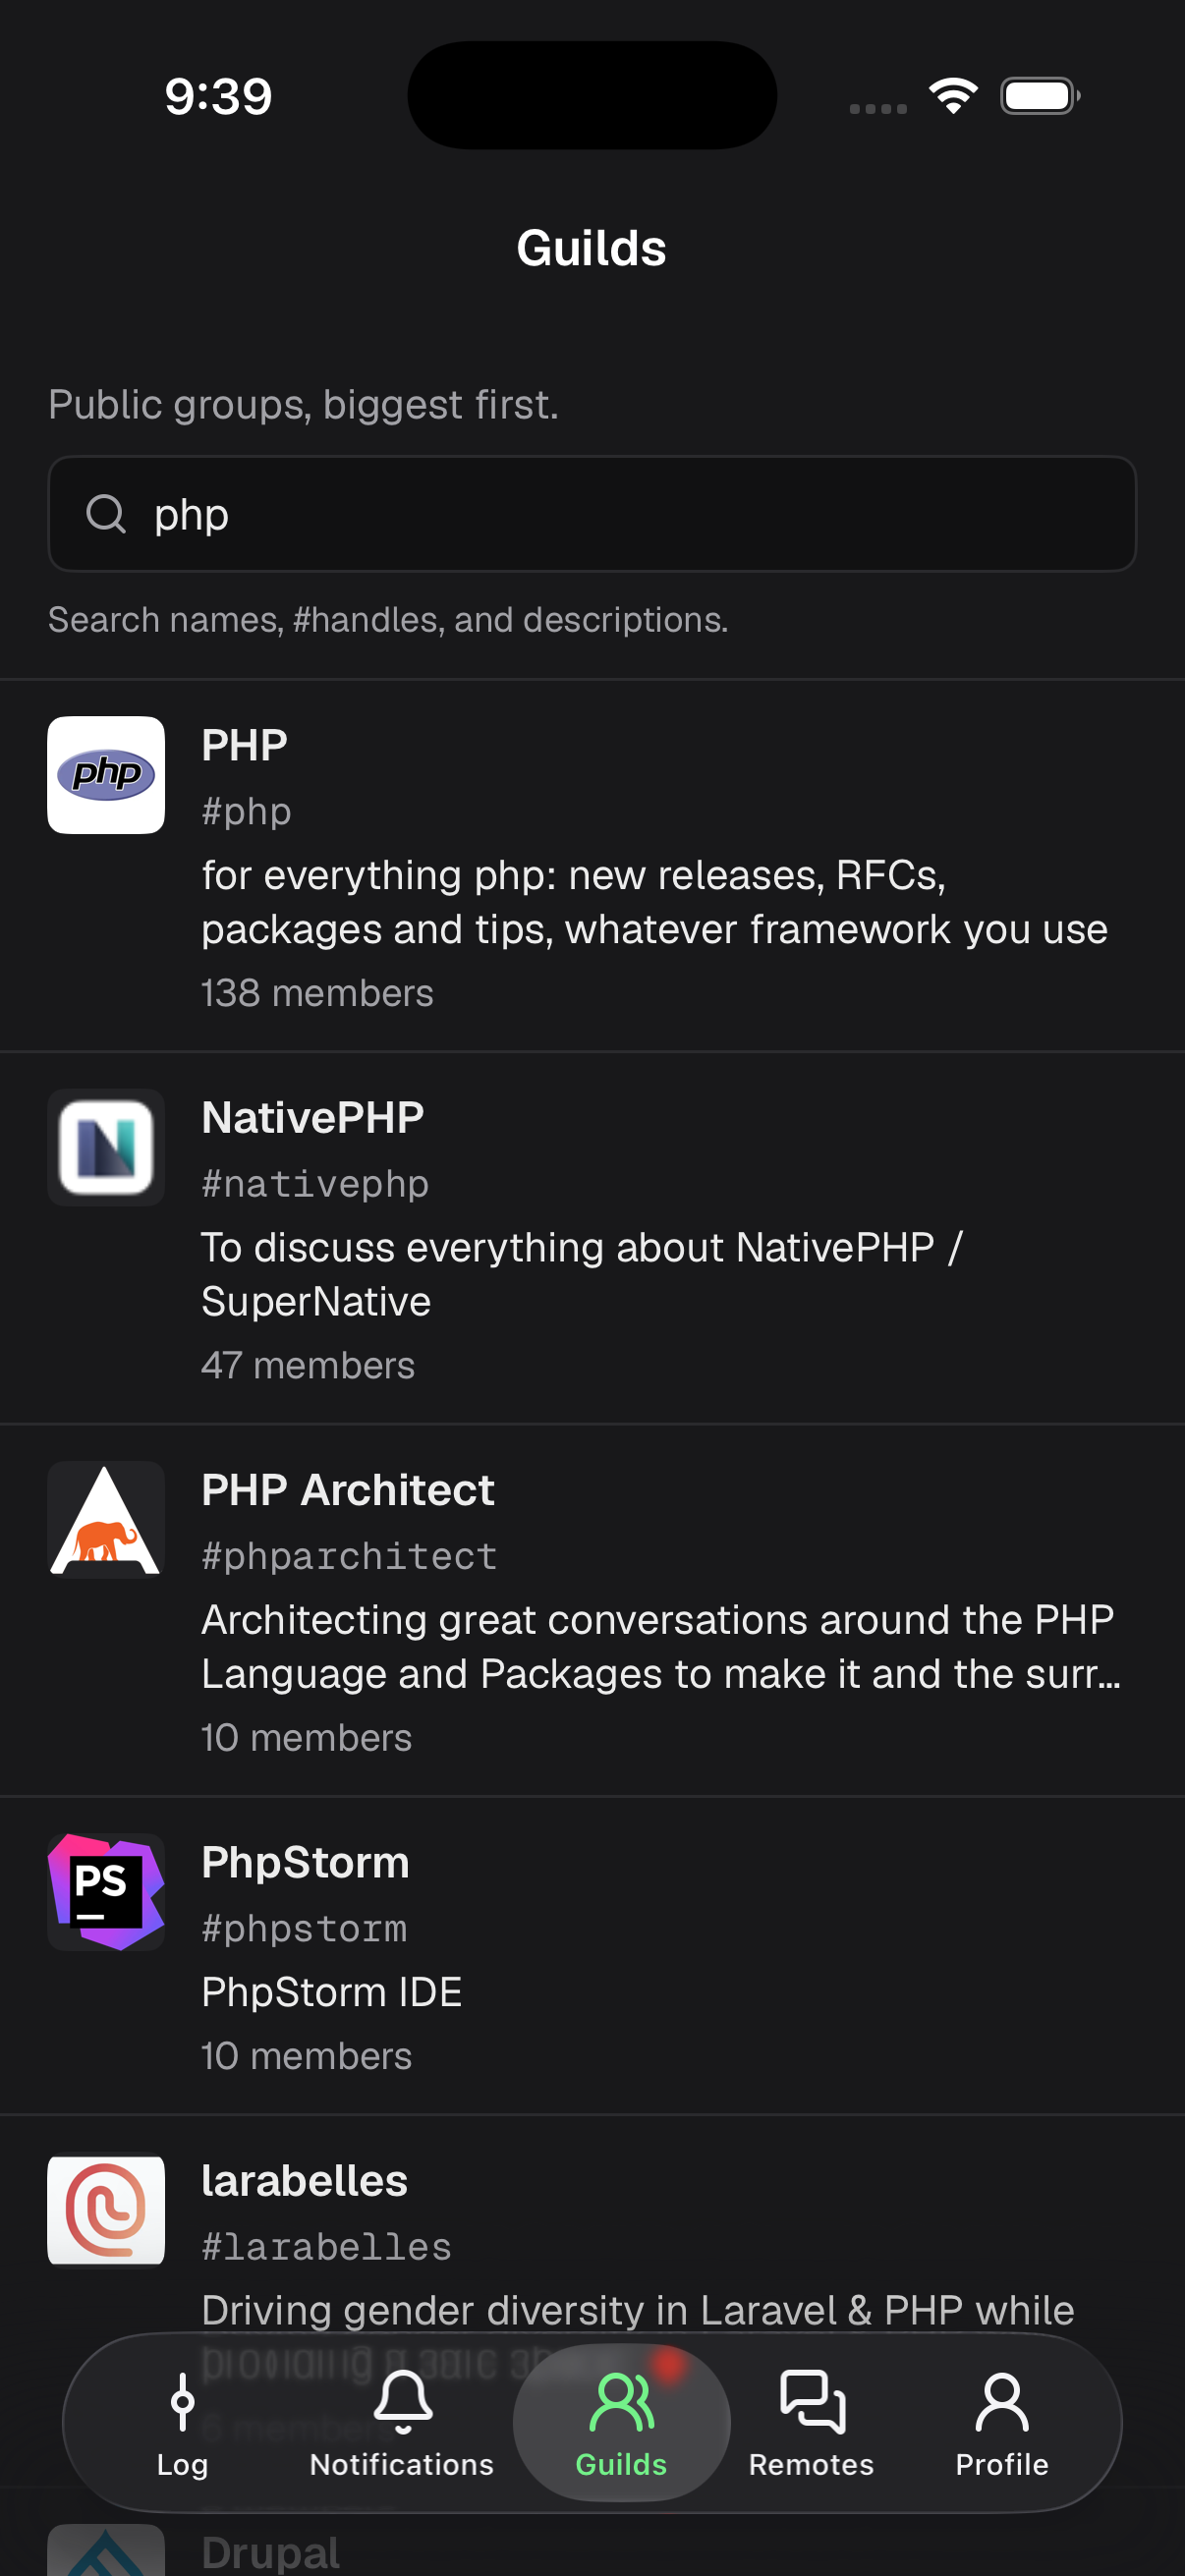 9:39
Guilds
Public groups, biggest first.
php
Search names, #handles, and descriptions.
php
PHP
#php
for everything php: new releases, RFCs,
packages and tips, whatever framework you use
138 members
NativePHP
#nativephp
To discuss everything about NativePHP /
SuperNative
47 members
PHP Architect
#phparchitect
Architecting great conversations around the PHP
Language and Packages to make it and the surr...
10 members
PS
PhpStorm
#phpstorm
PhpStorm IDE
10 members
larabelles
#larabelles
Driving gender diversity in Laravel & PHP while
6 members
Log
Notifications
Guilds
Remotes
Profile
Drupal